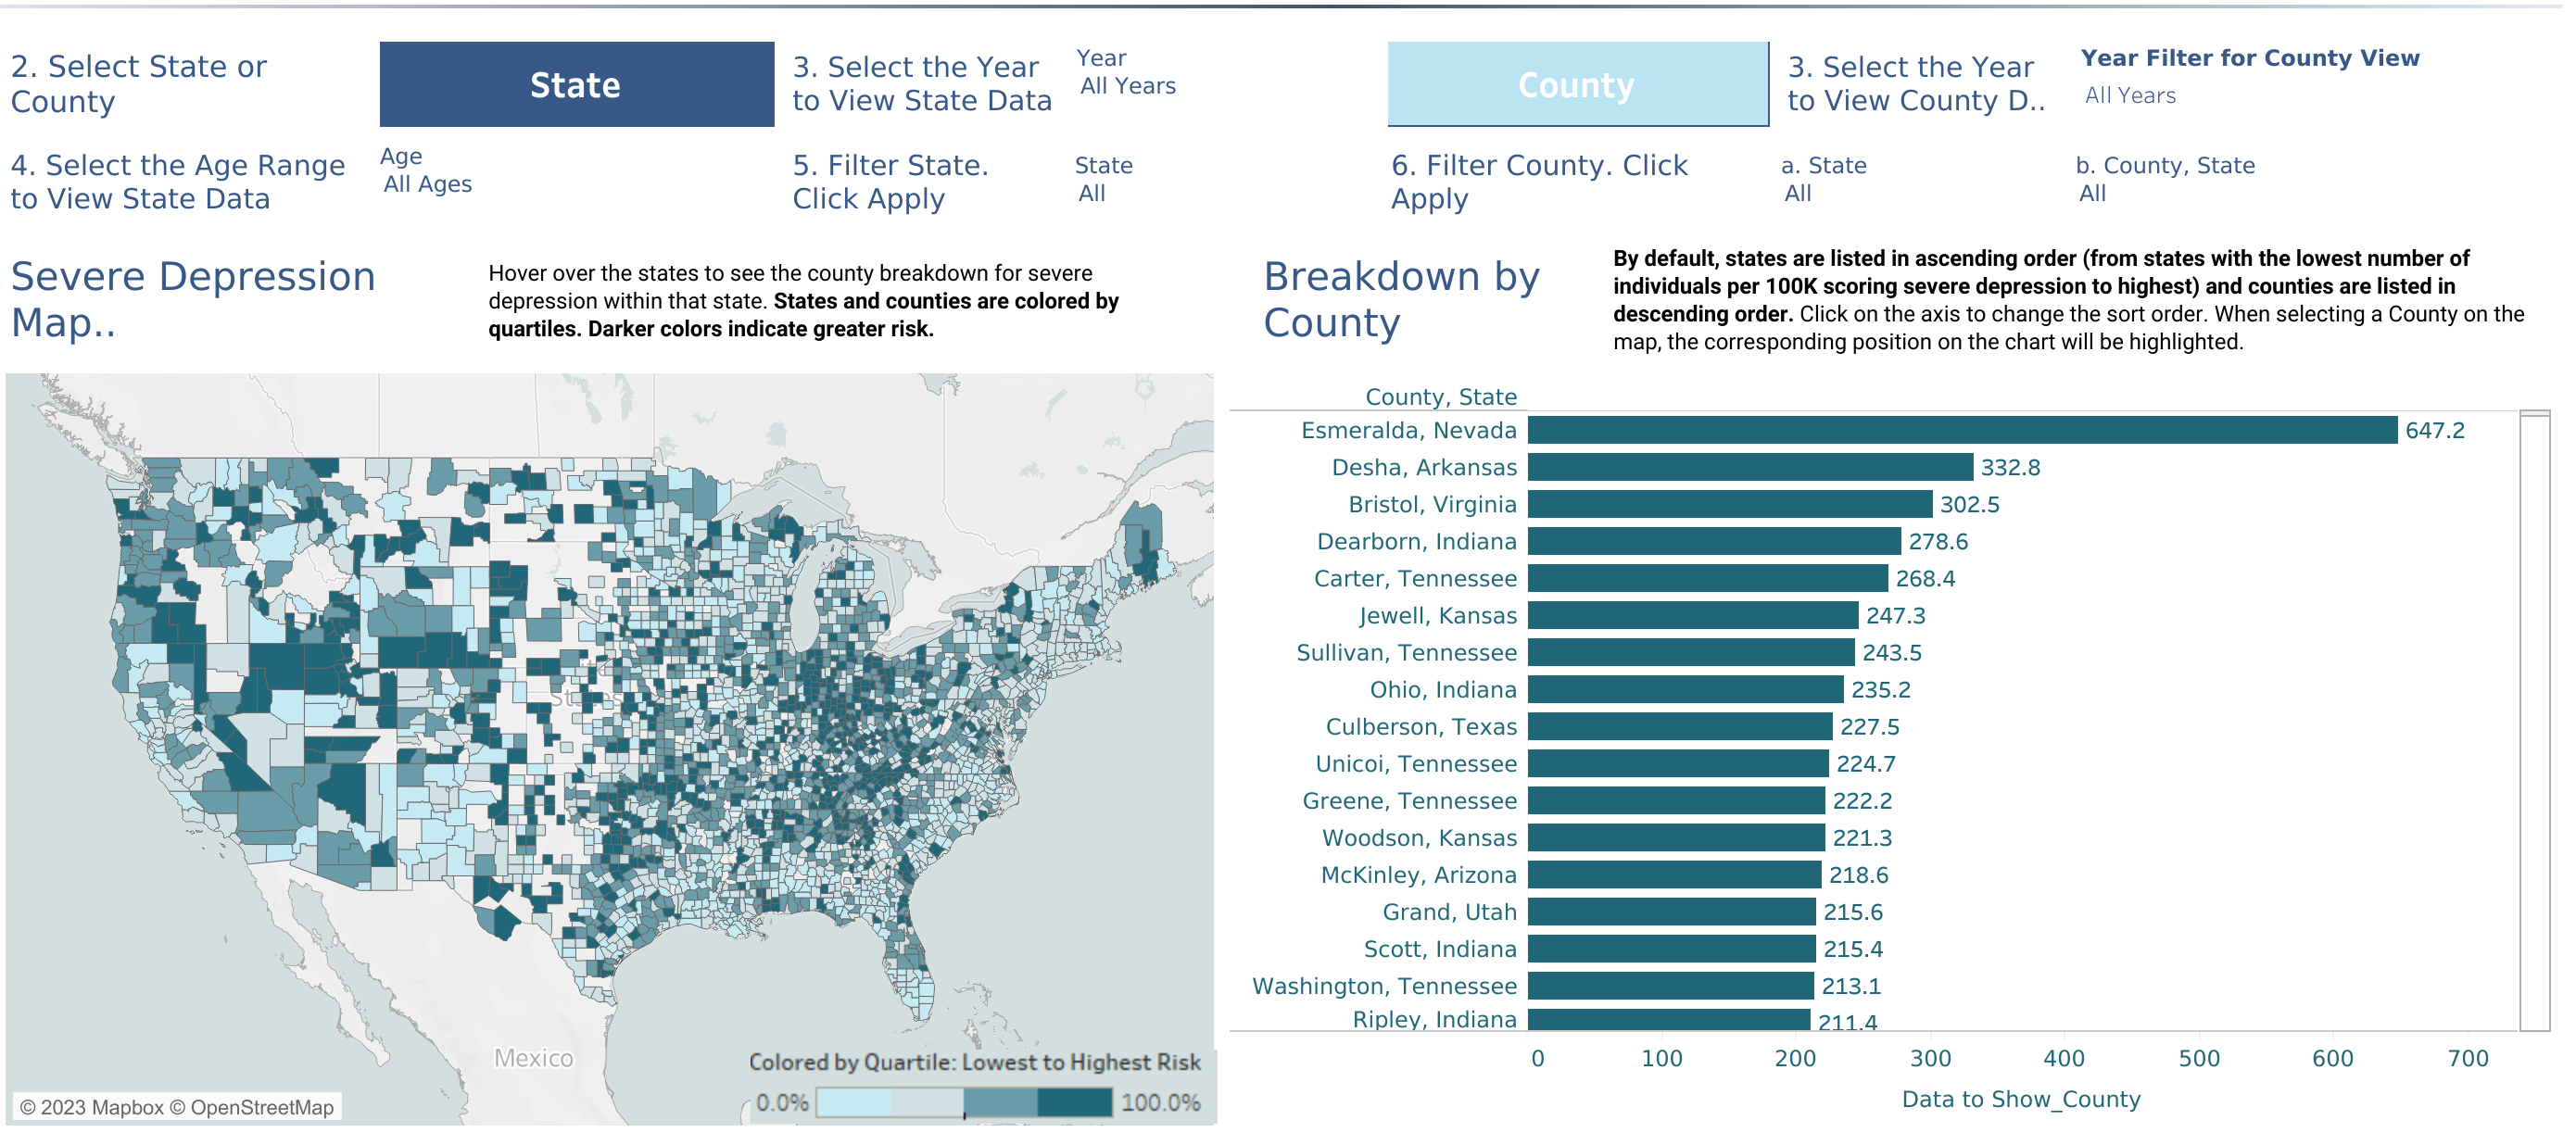 2. Select State or
County
State
3. Select the Year
to View State Data
Year
All Years
County
3. Select the Year
to View County D..
Year Filter for County View
All Years
4. Select the Age Range
to View State Data
Age
All Ages
5. Filter State.
Click Apply
State
All
6. Filter County. Click
Apply
a. State
All
b. County, State
All
Severe Depression
Map..
Hover over the states to see the county breakdown for severe
depression within that state. States and counties are colored by
quartiles. Darker colors indicate greater risk.
Breakdown by
County
By default, states are listed in ascending order (from states with the lowest number of
individuals per 100K scoring severe depression to highest) and counties are listed in
descending order. Click on the axis to change the sort order. When selecting a County on the
map, the corresponding position on the chart will be highlighted.
Mexico
Colored by Quartile: Lowest to Highest Risk
0.0% 100.0%
© 2023 Mapbox © OpenStreetMap
County, State
Esmeralda, Nevada 647.2
Desha, Arkansas 332.8
Bristol, Virginia 302.5
Dearborn, Indiana 278.6
Carter, Tennessee 268.4
Jewell, Kansas 247.3
Sullivan, Tennessee 243.5
Ohio, Indiana 235.2
Culberson, Texas 227.5
Unicoi, Tennessee 224.7
Greene, Tennessee 222.2
Woodson, Kansas 221.3
McKinley, Arizona 218.6
Grand, Utah 215.6
Scott, Indiana 215.4
Washington, Tennessee 213.1
Ripley, Indiana 211.4
0 100 200 300 400 500 600 700
Data to Show_County